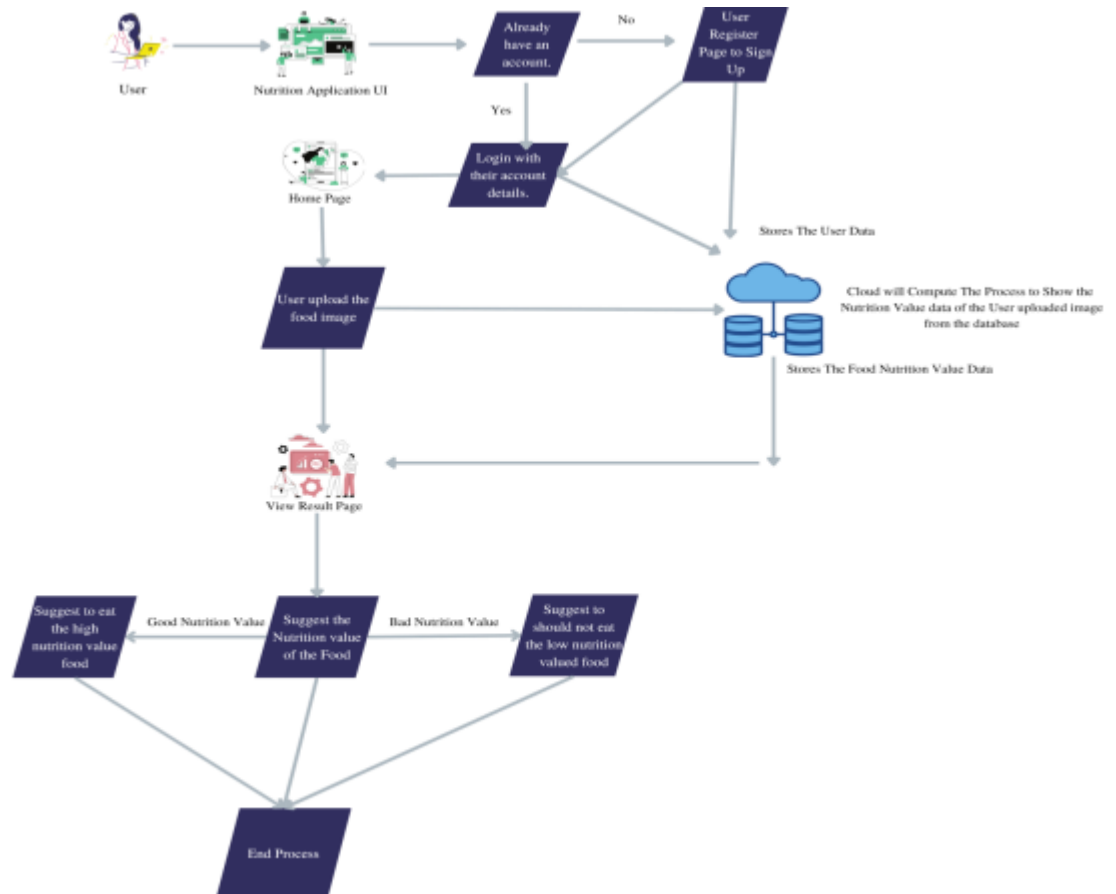 Already
have an
account.
No
User
Register
Page to Sign
Up
User
Nutrition Application UI
Yes
Login with
their account
details.
Home Page
Stores The User Data
User upload the
food image
Cloud will Compute The Process to Show the
Nutrition Value data of the User uploaded image
from the database
Stores The Food Nutrition Value Data
View Result Page
Suggest to eat
the high
nutrition value
food
Good Nutrition Value
Suggest the
Nutrition value
of the Food
Bad Nutrition Value
Suggest to
should not eat
the low nutrition
valued food
End Process